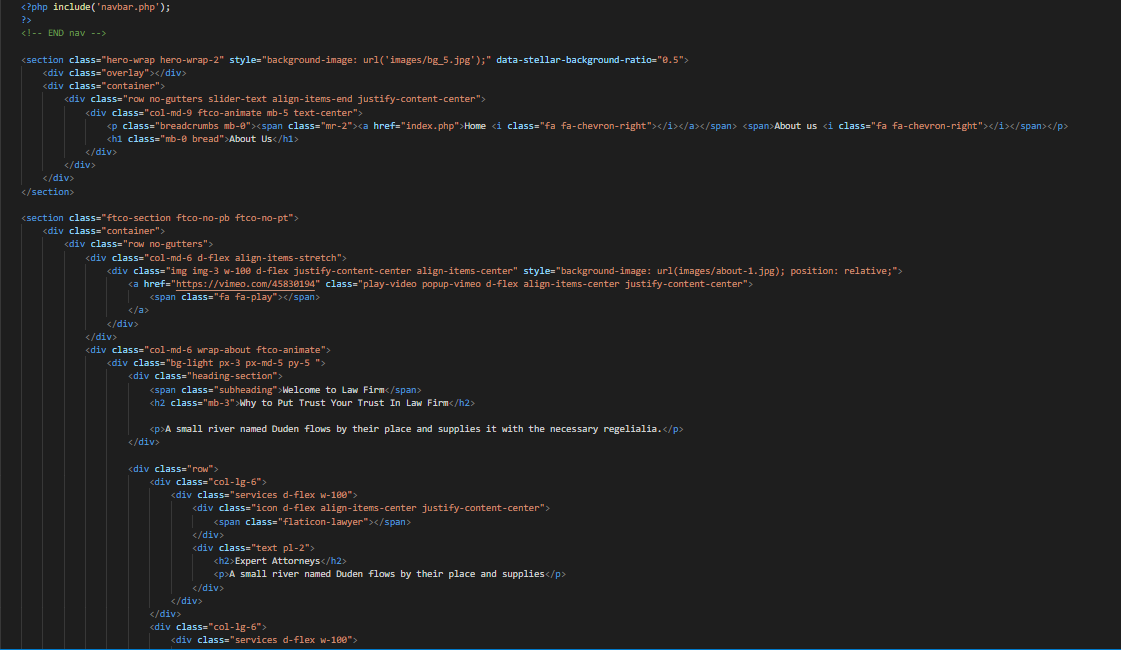 <?php include('navbar.php');
?>
<!-- END nav -->
<section class="hero-wrap hero-wrap-2" style="background-image: url('images/bg_5.jpg');" data-stellar-background-ratio="0.5">
<div class="overlay"></div>
<div class="container">
<div class="row no-gutters slider-text align-items-end justify-content-center">
<div class="col-md-9 ftco-animate mb-5 text-center">
<p class="breadcrumbs mb-0"><span class="mr-2"><a href="index.php">Home <i class="fa fa-chevron-right"></i></a></span> <span>About us <i class="fa fa-chevron-right"></i></span></p>
<h1 class="mb-0 bread">About Us</h1>
</div>
</div>
</div>
</section>
<section class="ftco-section ftco-no-pb ftco-no-pt">
<div class="container">
<div class="row no-gutters">
<div class="col-md-6 d-flex align-items-stretch">
<div class="img img-3 w-100 d-flex justify-content-center align-items-center" style="background-image: url(images/about-1.jpg); position: relative;">
<a href="https://vimeo.com/45830194" class="play-video popup-vimeo d-flex align-items-center justify-content-center">
<span class="fa fa-play"></span>
</a>
</div>
</div>
<div class="col-md-6 wrap-about ftco-animate">
<div class="bg-light px-3 px-md-5 py-5 ">
<div class="heading-section">
<span class="subheading">Welcome to Law Firm</span>
<h2 class="mb-3">Why to Put Trust Your Trust In Law Firm</h2>
<p>A small river named Duden flows by their place and supplies it with the necessary regelialia.</p>
</div>
<div class="row">
<div class="col-lg-6">
<div class="services d-flex w-100">
<div class="icon d-flex align-items-center justify-content-center">
<span class="flaticon-lawyer"></span>
</div>
<div class="text pl-2">
<h2>Expert Attorneys</h2>
<p>A small river named Duden flows by their place and supplies</p>
</div>
</div>
</div>
<div class="col-lg-6">
<div class="services d-flex w-100">